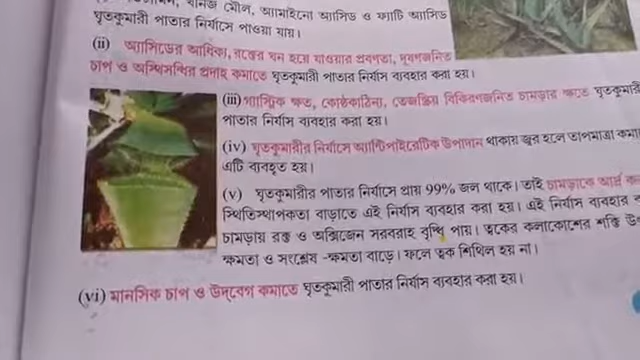 খনিজ মৌল, অ্যামাইনো অ্যাসিড ও ফ্যাটি অ্যাসিড
ঘৃতকুমারী পাতার নির্যাসে পাওয়া যায়।
(ii) অ্যাসিডের আধিক্য, রক্তের ঘন হয়ে যাওয়ার প্রবণতা, দূষণজনিত
চাপ ও অস্থিসন্ধির প্রদাহ কমাতে ঘৃতকুমারী পাতার নির্যাস ব্যবহার করা হয়।
(iii) গ্যাস্ট্রিক ক্ষত, কোষ্ঠকাঠিন্য, তেজস্ক্রিয় বিকিরণজনিত চামড়ার ক্ষতে ঘৃতকুমারী
পাতার নির্যাস ব্যবহার করা হয়।
(iv) ঘৃতকুমারীর নির্যাসে অ্যান্টিপাইরেটিক উপাদান থাকায় জ্বর হলে তাপমাত্রা কমা
এটি ব্যবহৃত হয়।
(v) ঘৃতকুমারীর পাতার নির্যাসে প্রায় 99% জল থাকে। তাই চামড়াকে আর্দ্র
স্থিতিস্থাপকতা বাড়াতে এই নির্যাস ব্যবহার করা হয়। এই নির্যাস ব্যবহার
চামড়ায় রক্ত ও অক্সিজেন সরবরাহ বৃদ্ধি পায়। ত্বকের কলাকোশের শক্তি
ক্ষমতা ও সংশ্লেষ -ক্ষমতা বাড়ে। ফলে ত্বক শিথিল হয় না।
(vi) মানসিক চাপ ও উদ্‌বেগ কমাতে ঘৃতকুমারী পাতার নির্যাস ব্যবহার করা হয়।